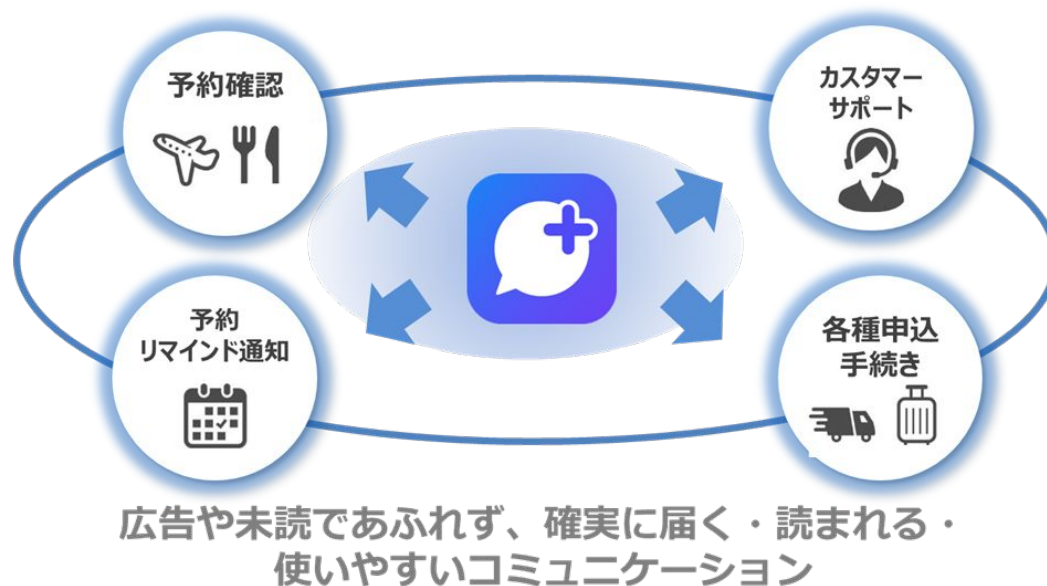 予約確認
カスタマー
サポート
予約
リマインド通知
各種申込
手続き
広告や未読であふれず、確実に届く・読まれる・
使いやすいコミュニケーション